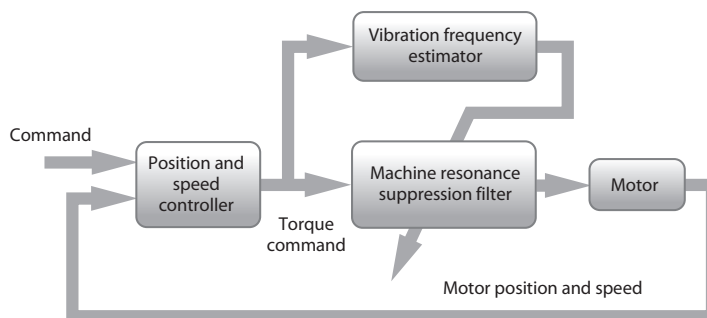 Vibration frequency
estimator
Command
Position and
speed
controller
Machine resonance
suppression filter
Motor
Torque
command
Motor position and speed